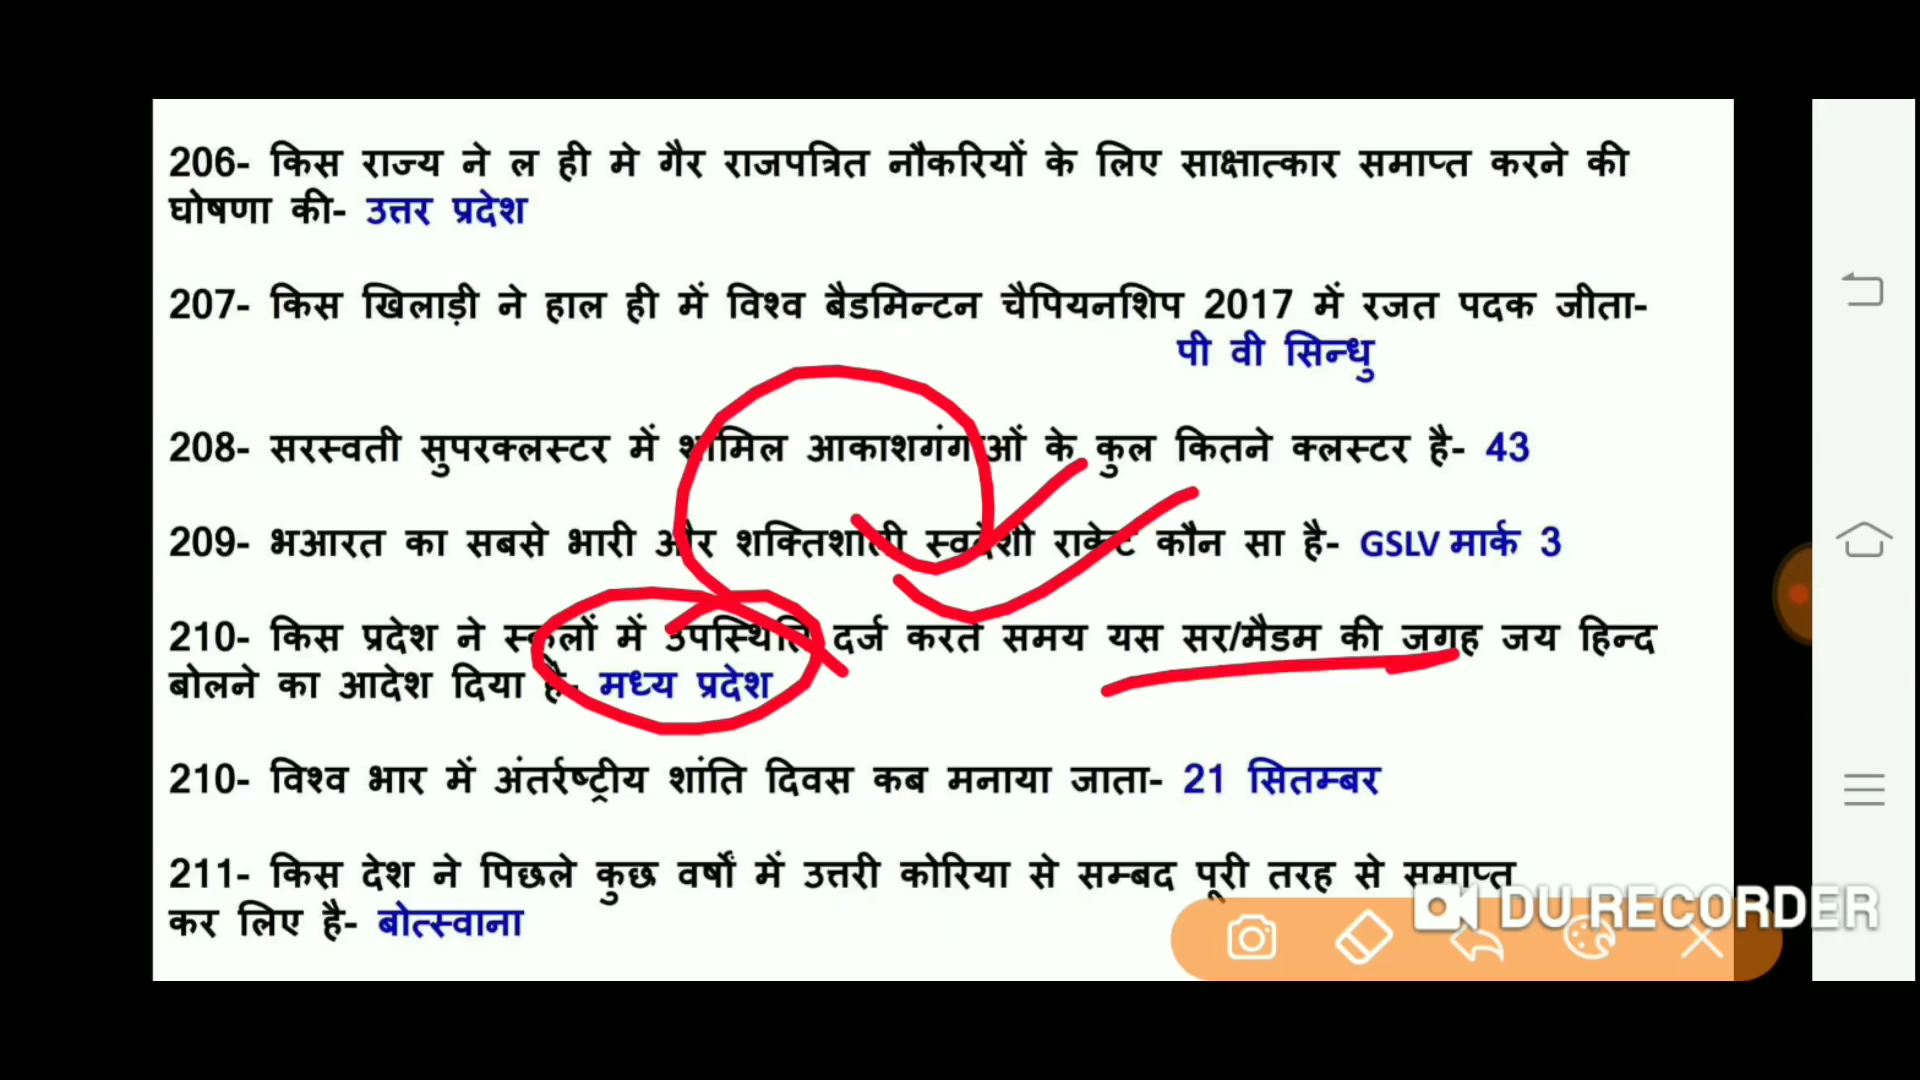 206- किस राज्य ने ल ही मे गैर राजपत्रित नौकरियों के लिए साक्षात्कार समाप्त करने की
घोषणा की- उत्तर प्रदेश
207- किस खिलाड़ी ने हाल ही में विश्व बैडमिन्टन चैपियनशिप 2017 में रजत पदक जीता-
पी वी सिन्धु
208- सरस्वती सुपरक्लस्टर में शामिल आकाशगंगाओं के कुल कितने क्लस्टर है- 43
209- भआरत का सबसे भारी और शक्तिशाली स्वदेशी राकेट कौन सा है- GSLV मार्क 3
210- किस प्रदेश ने स्कूलों में उपस्थिति दर्ज करते समय यस सर/मैडम की जगह जय हिन्द
बोलने का आदेश दिया है- मध्य प्रदेश
210- विश्व भार में अंतर्रष्ट्रीय शांति दिवस कब मनाया जाता- 21 सितम्बर
211- किस देश ने पिछले कुछ वर्षों में उत्तरी कोरिया से सम्बद पूरी तरह से समाप्त
कर लिए है- बोत्स्वाना
DU RECORDER